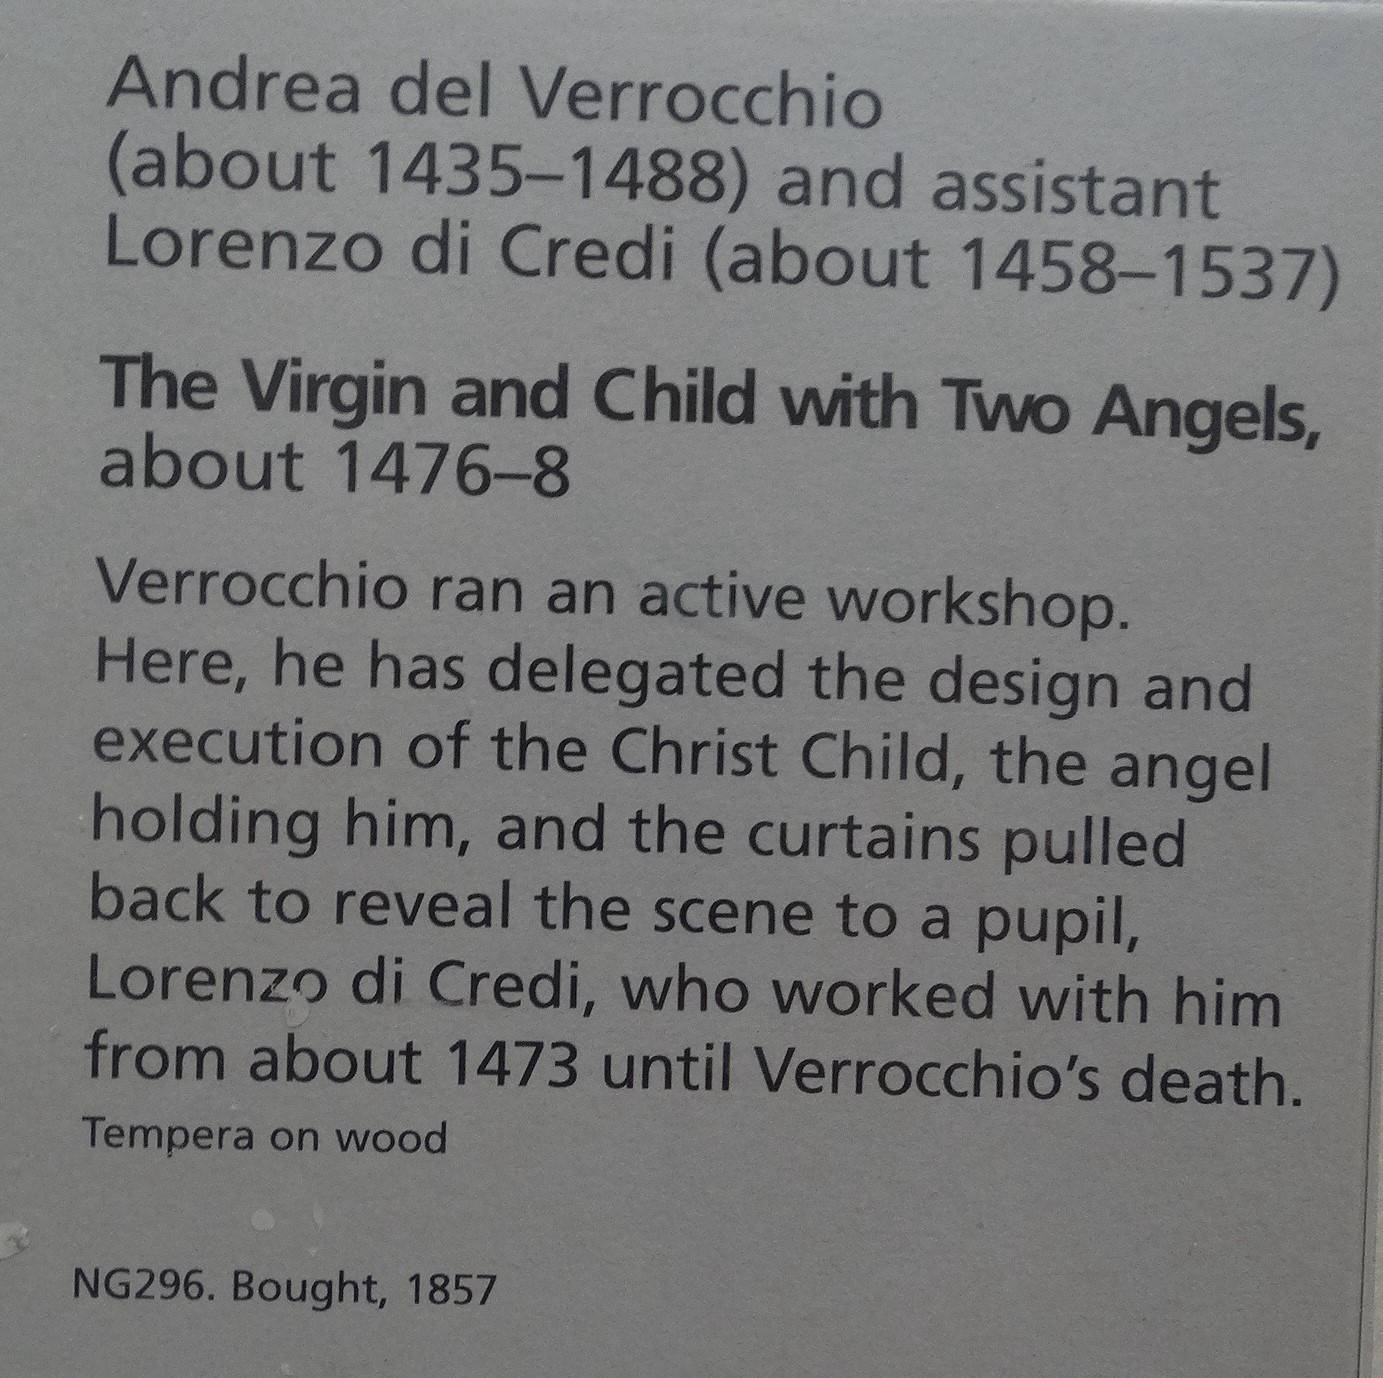 Andrea del Verrocchio
(about 1435–1488) and assistant
Lorenzo di Credi (about 1458–1537)
The Virgin and Child with Two Angels,
about 1476–8
Verrocchio ran an active workshop.
Here, he has delegated the design and
execution of the Christ Child, the angel
holding him, and the curtains pulled
back to reveal the scene to a pupil,
Lorenzo di Credi, who worked with him
from about 1473 until Verrocchio’s death.
Tempera on wood
NG296. Bought, 1857